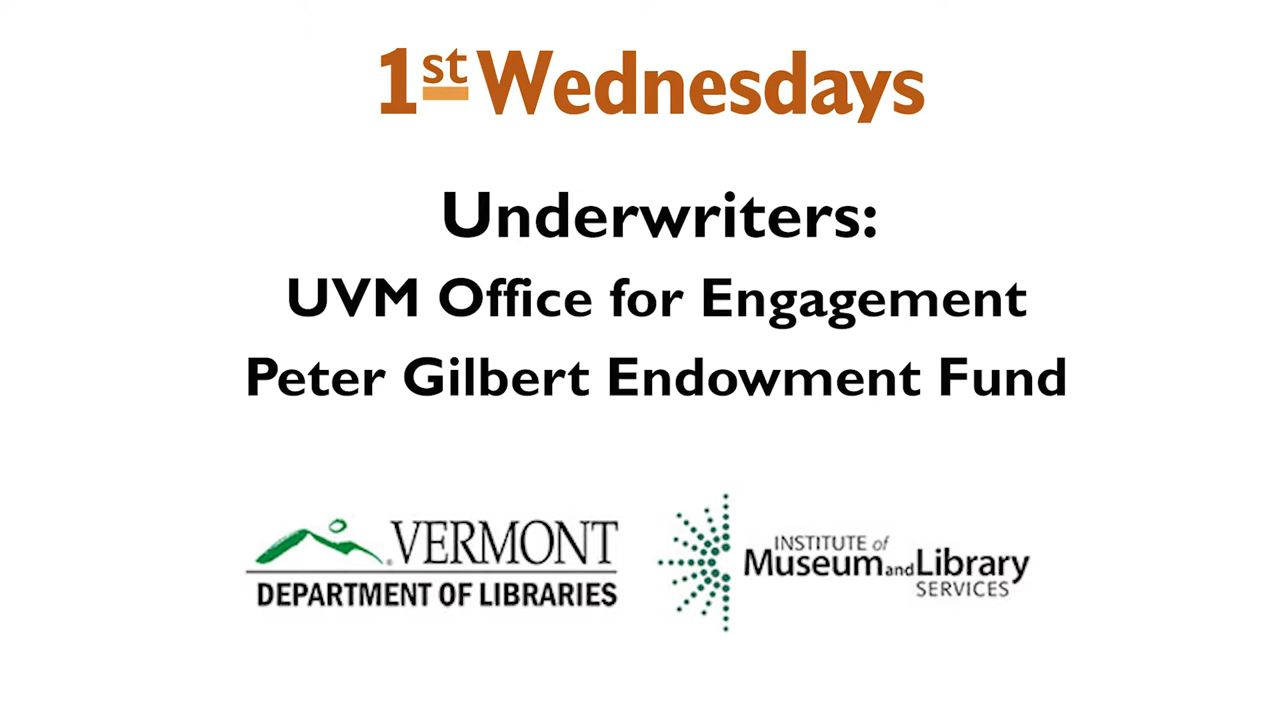 1st Wednesdays
Underwriters:
UVM Office for Engagement
Peter Gilbert Endowment Fund
VERMONT
DEPARTMENT OF LIBRARIES
INSTITUTE of
Museum and Library
SERVICES